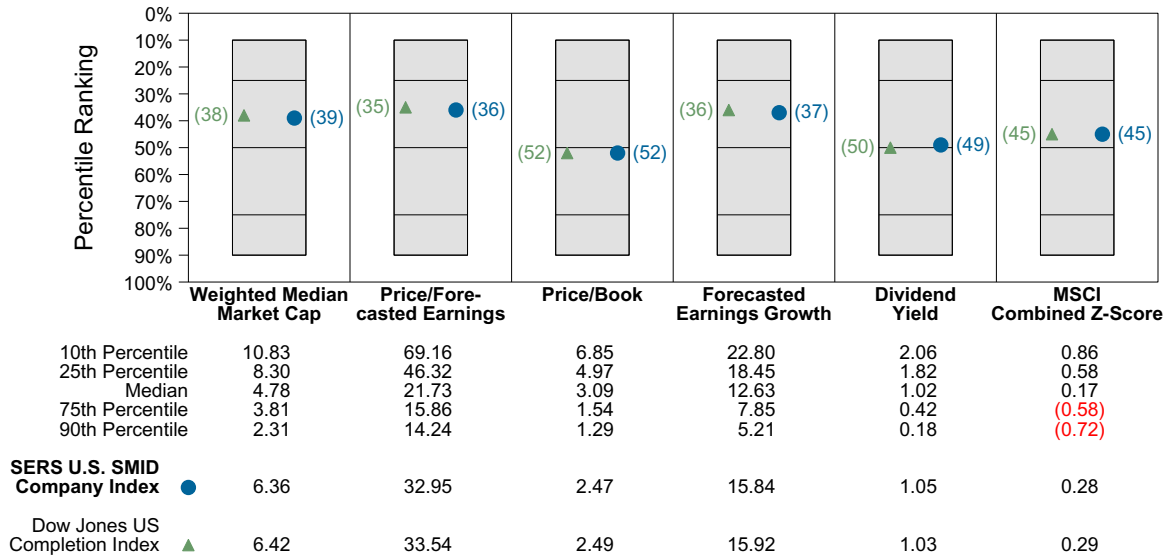 Percentile Ranking
0%
10%
20%
30%
40%
50%
60%
70%
80%
90%
100%
(38) (39)
(35) (36)
(52) (52)
(36) (37)
(50) (49)
(45) (45)
Weighted Median
Market Cap
Price/Fore-
casted Earnings
Price/Book
Forecasted
Earnings Growth
Dividend
Yield
MSCI
Combined Z-Score
10th Percentile 10.83 69.16 6.85 22.80 2.06 0.86
25th Percentile 8.30 46.32 4.97 18.45 1.82 0.58
Median 4.78 21.73 3.09 12.63 1.02 0.17
75th Percentile 3.81 15.86 1.54 7.85 0.42 (0.58)
90th Percentile 2.31 14.24 1.29 5.21 0.18 (0.72)
SERS U.S. SMID
Company Index 6.36 32.95 2.47 15.84 1.05 0.28
Dow Jones US
Completion Index 6.42 33.54 2.49 15.92 1.03 0.29